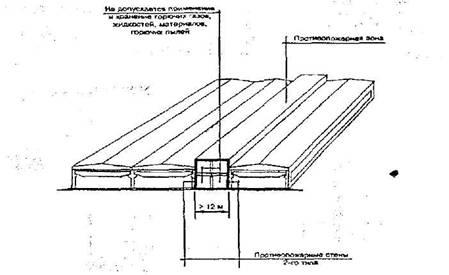 Не допускается применение
и хранение горючих газов,
жидкостей, материалов,
горючих пылей
Противопожарная зона
> 12 м
Противопожарные стены
2-го типа